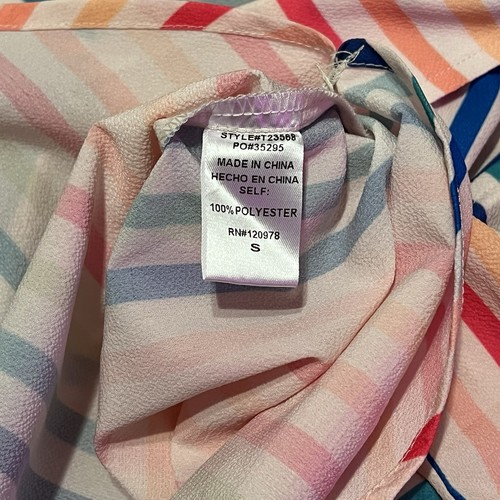 STYLE#T23568
PO#35295
MADE IN CHINA
HECHO EN CHINA
SELF:
100%POLYESTER
RN#120978
S